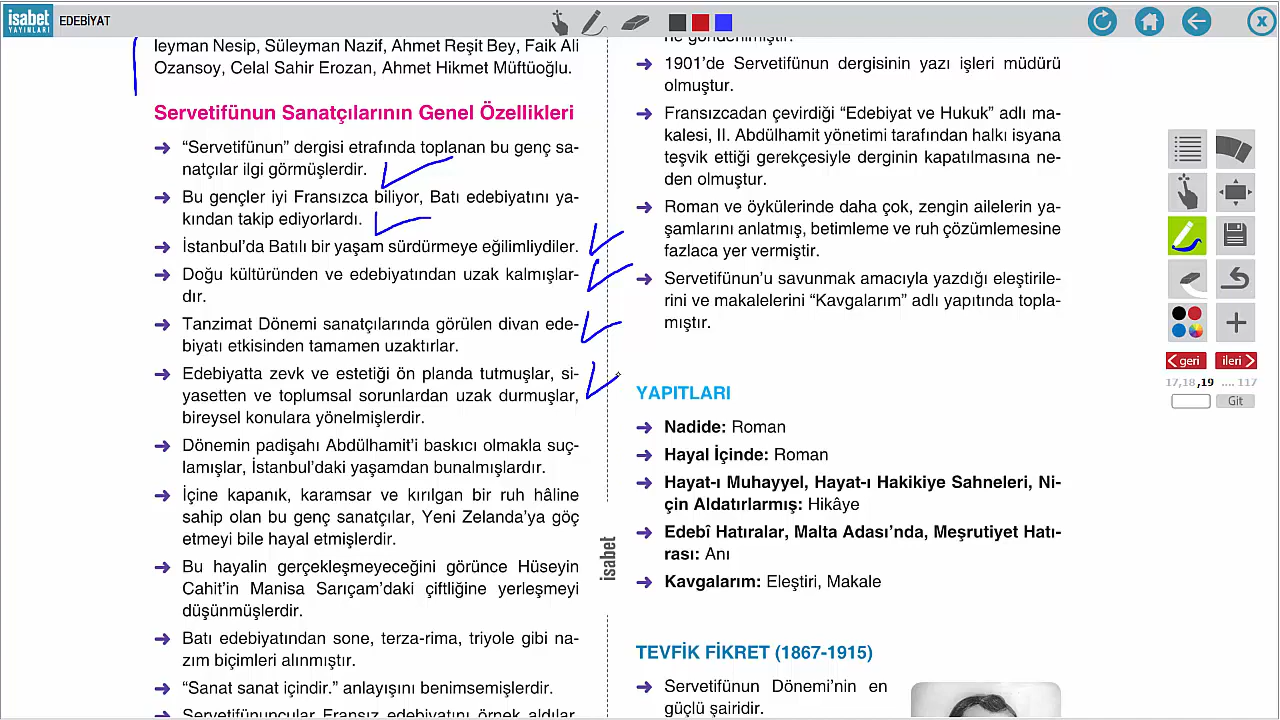 isabet
YAYINLARI
EDEBİYAT
leyman Nesip, Süleyman Nazif, Ahmet Reşit Bey, Faik Ali
Ozansoy, Celal Sahir Erozan, Ahmet Hikmet Müftüoğlu.
Servetifünun Sanatçılarının Genel Özellikleri
“Servetifünun” dergisi etrafında toplanan bu genç sa-
natçılar ilgi görmüşlerdir.
Bu gençler iyi Fransızca biliyor, Batı edebiyatını ya-
kından takip ediyorlardı.
İstanbul’da Batılı bir yaşam sürdürmeye eğilimliydiler.
Doğu kültüründen ve edebiyatından uzak kalmışlar-
dır.
Tanzimat Dönemi sanatçılarında görülen divan ede-
biyatı etkisinden tamamen uzaktırlar.
Edebiyatta zevk ve estetiği ön planda tutmuşlar, si-
yasetten ve toplumsal sorunlardan uzak durmuşlar,
bireysel konulara yönelmişlerdir.
Dönemin padişahı Abdülhamit’i baskıcı olmakla suç-
lamışlar, İstanbul’daki yaşamdan bunalmışlardır.
İçine kapanık, karamsar ve kırılgan bir ruh hâline
sahip olan bu genç sanatçılar, Yeni Zelanda’ya göç
etmeyi bile hayal etmişlerdir.
Bu hayalin gerçekleşmeyeceğini görünce Hüseyin
Cahit’in Manisa Sarıçam’daki çiftliğine yerleşmeyi
düşünmüşlerdir.
Batı edebiyatından sone, terza-rima, triyole gibi na-
zım biçimleri alınmıştır.
“Sanat sanat içindir.” anlayışını benimsemişlerdir.
Servetifünuncular Fransız edebiyatını örnek aldılar,
isabet
ne gönderilmiştir.
1901’de Servetifünun dergisinin yazı işleri müdürü
olmuştur.
Fransızcadan çevirdiği “Edebiyat ve Hukuk” adlı ma-
kalesi, II. Abdülhamit yönetimi tarafından halkı isyana
teşvik ettiği gerekçesiyle derginin kapatılmasına ne-
den olmuştur.
Roman ve öykülerinde daha çok, zengin ailelerin ya-
şamlarını anlatmış, betimleme ve ruh çözümlemesine
fazlaca yer vermiştir.
Servetifünun’u savunmak amacıyla yazdığı eleştirile-
rini ve makalelerini “Kavgalarım” adlı yapıtında topla-
mıştır.
YAPITLARI
Nadide: Roman
Hayal İçinde: Roman
Hayat-ı Muhayyel, Hayat-ı Hakikiye Sahneleri, Ni-
çin Aldatırlarmış: Hikâye
Edebî Hatıralar, Malta Adası’nda, Meşrutiyet Hatı-
rası: Anı
Kavgalarım: Eleştiri, Makale
TEVFİK FİKRET (1867-1915)
Servetifünun Dönemi’nin en
güçlü şairidir.
geri
ileri
17,18,19 .... 117
Git